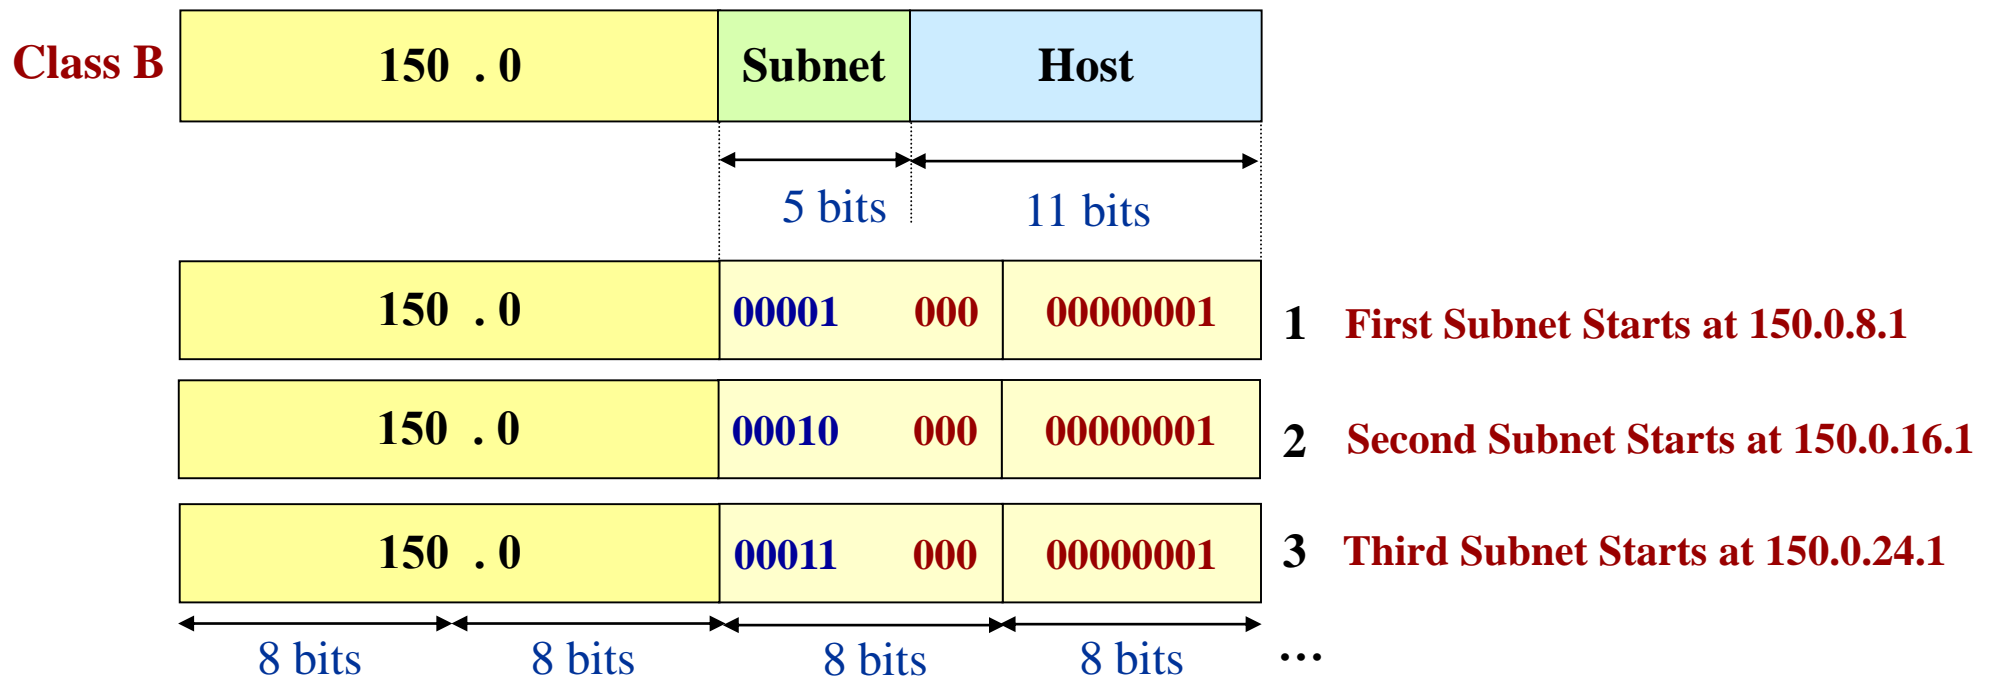 Class B 150 . 0 Subnet Host
5 bits 11 bits
150 . 0 00001 000 00000001 1 First Subnet Starts at 150.0.8.1
150 . 0 00010 000 00000001 2 Second Subnet Starts at 150.0.16.1
150 . 0 00011 000 00000001 3 Third Subnet Starts at 150.0.24.1
8 bits 8 bits 8 bits 8 bits ...